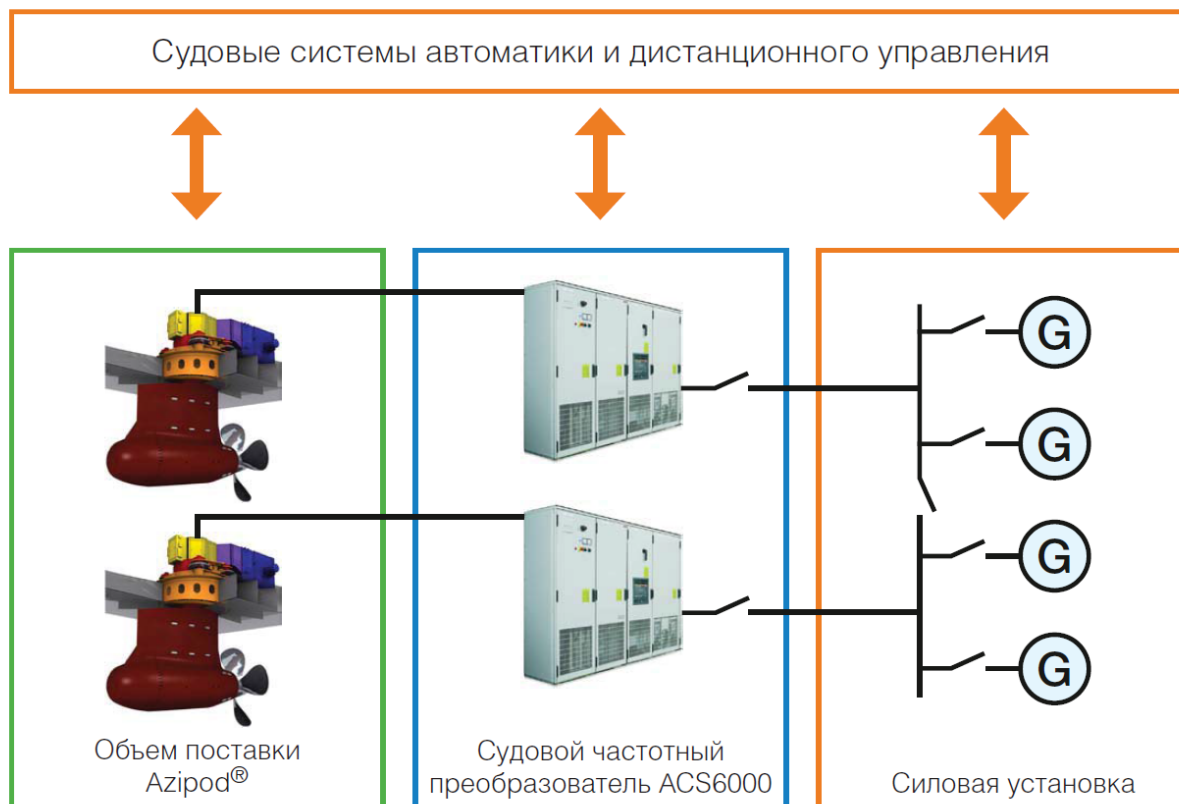 Судовые системы автоматики и дистанционного управления
G
G
G
G
Объем поставки
Azipod®
Судовой частотный
преобразователь ACS6000
Силовая установка